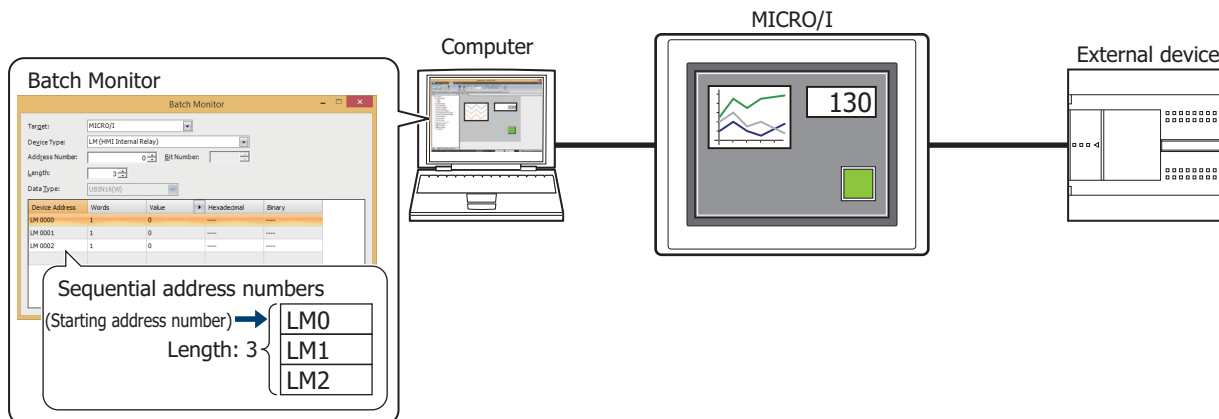 MICRO/I
Computer
External device
Batch Monitor
Batch Monitor
Target: MICRO/I
Device Type: LM (HMI Internal Relay)
Address Number: 0 Bit Number:
Length: 3
Data Type: UBIN16(W)
Device Address Words Value Hexadecimal Binary
LM 0000 1 0 ---- ----
LM 0001 1 0 ---- ----
LM 0002 1 0 ---- ----
Sequential address numbers
(Starting address number) LM0
Length: 3 LM1
LM2
130